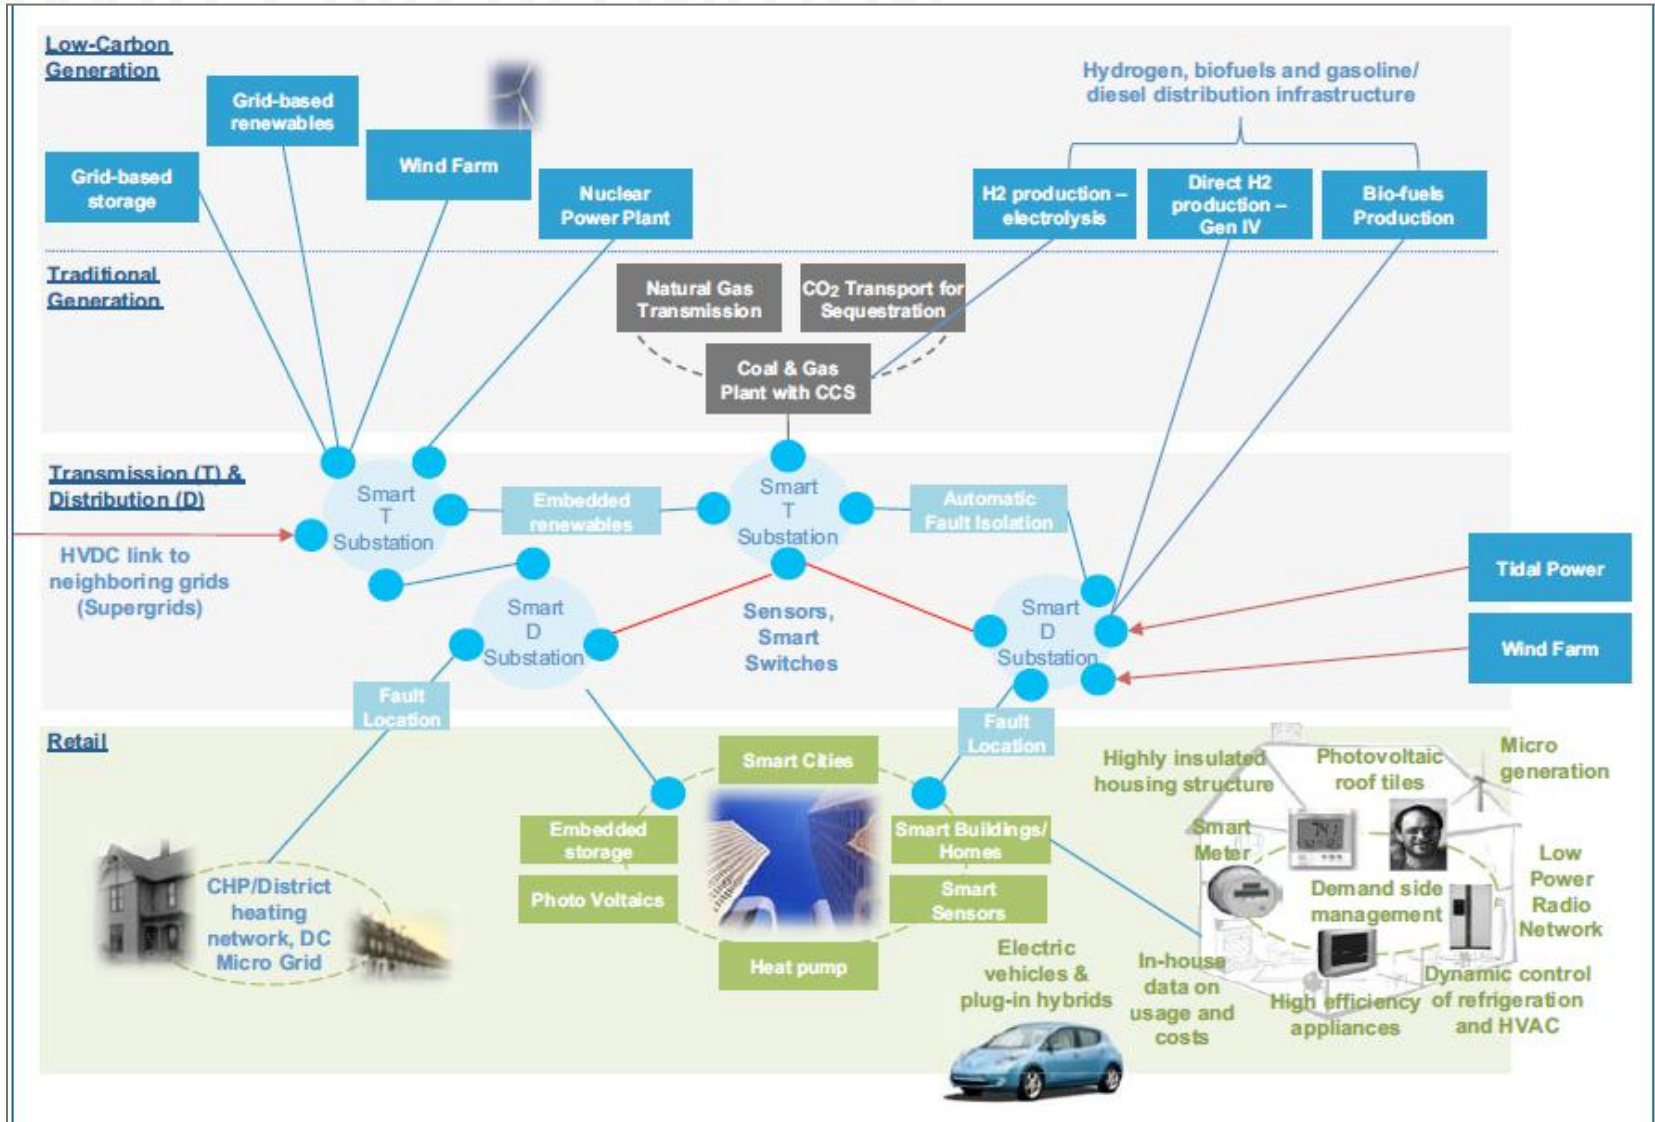 Low-Carbon
Generation
Grid-based
renewables
Grid-based
storage
Wind Farm
Nuclear
Power Plant
Hydrogen, biofuels and gasoline/
diesel distribution infrastructure
H2 production –
electrolysis
Direct H2
production –
Gen IV
Bio-fuels
Production
Traditional
Generation
Natural Gas
Transmission
CO2 Transport for
Sequestration
Coal & Gas
Plant with CCS
Transmission (T) &
Distribution (D)
Smart
T
Substation
Embedded
renewables
Smart
T
Substation
Automatic
Fault Isolation
HVDC link to
neighboring grids
(Supergrids)
Smart
D
Substation
Sensors,
Smart
Switches
Smart
D
Substation
Tidal Power
Wind Farm
Fault
Location
Fault
Location
Retail
Smart Cities
Embedded
storage
Smart Buildings/
Homes
Photo Voltaics
Smart
Sensors
Heat pump
CHP/District
heating
network, DC
Micro Grid
Electric
vehicles &
plug-in hybrids
Highly insulated
housing structure
Photovoltaic
roof tiles
Micro
generation
Smart
Meter
Demand side
management
Low
Power
Radio
Network
In-house
data on
usage and
costs
High efficiency
appliances
Dynamic control
of refrigeration
and HVAC